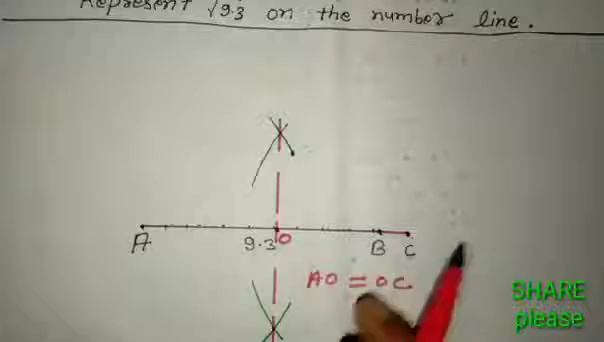 Represent √9.3 on the number line.
A 9.3 O B C
AO = OC
SHARE
please